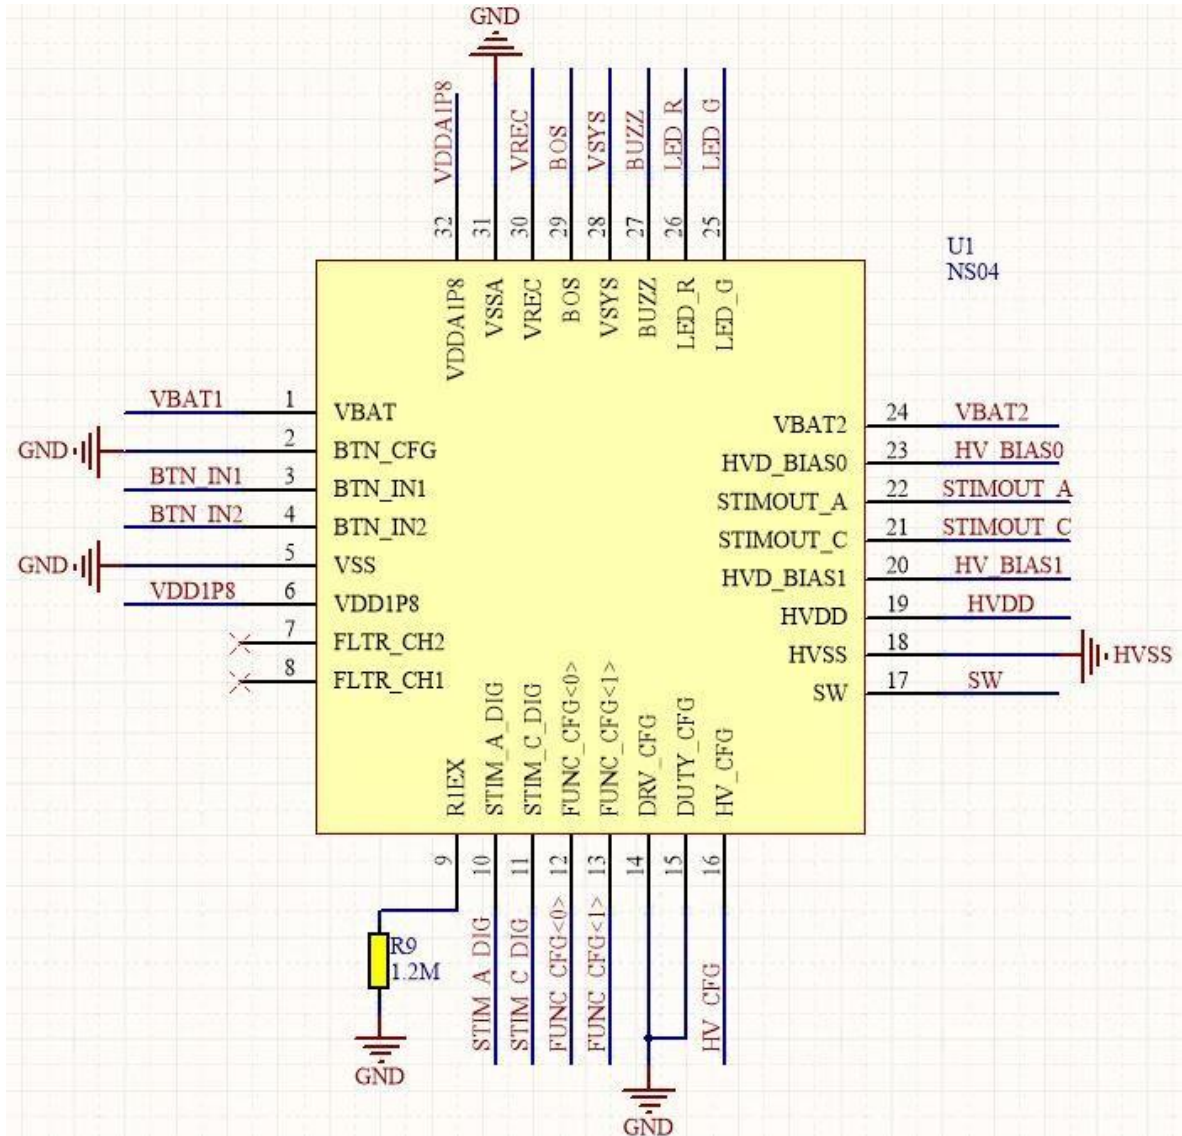 GND
VDDA1P8
VREC
BOS
VSYS
BUZZ
LED_R
LED_G
32
31
30
29
28
27
26
25
U1
NS04
VDDA1P8
VSSA
VREC
BOS
VSYS
BUZZ
LED_R
LED_G
VBAT1 1 VBAT
GND 2 BTN_CFG
BTN_IN1 3 BTN_IN1
BTN_IN2 4 BTN_IN2
GND 5 VSS
VDD1P8 6 VDD1P8
7 FLTR_CH2
8 FLTR_CH1
VBAT2 24 VBAT2
HVD_BIAS0 23 HV_BIAS0
STIMOUT_A 22 STIMOUT_A
STIMOUT_C 21 STIMOUT_C
HVD_BIAS1 20 HV_BIAS1
HVDD 19 HVDD
HVSS 18 HVSS
SW 17 SW
R1EX
STIM_A_DIG
STIM_C_DIG
FUNC_CFG<0>
FUNC_CFG<1>
DRV_CFG
DUTY_CFG
HV_CFG
9
10
11
12
13
14
15
16
R9
1.2M
GND
STIM_A_DIG
STIM_C_DIG
FUNC_CFG<0>
FUNC_CFG<1>
HV_CFG
GND